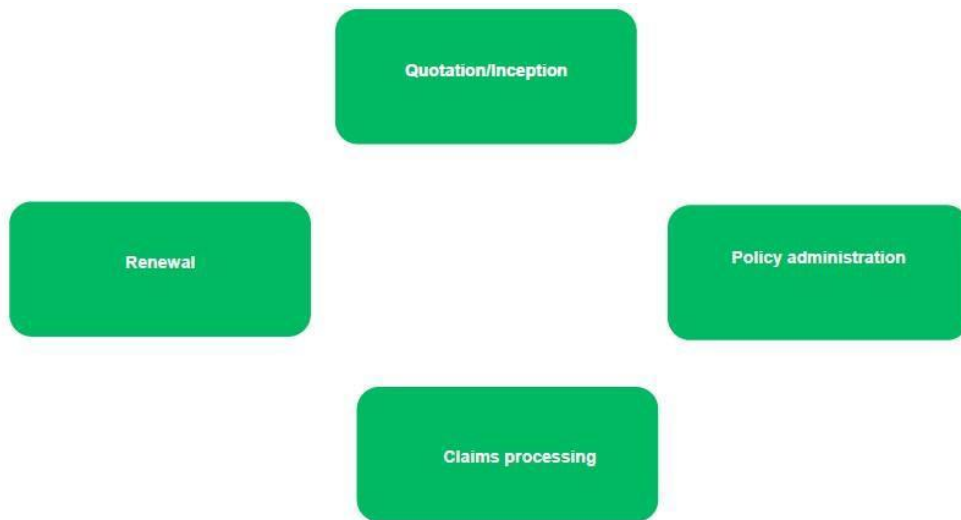 Quotation/Inception
Renewal
Policy administration
Claims processing